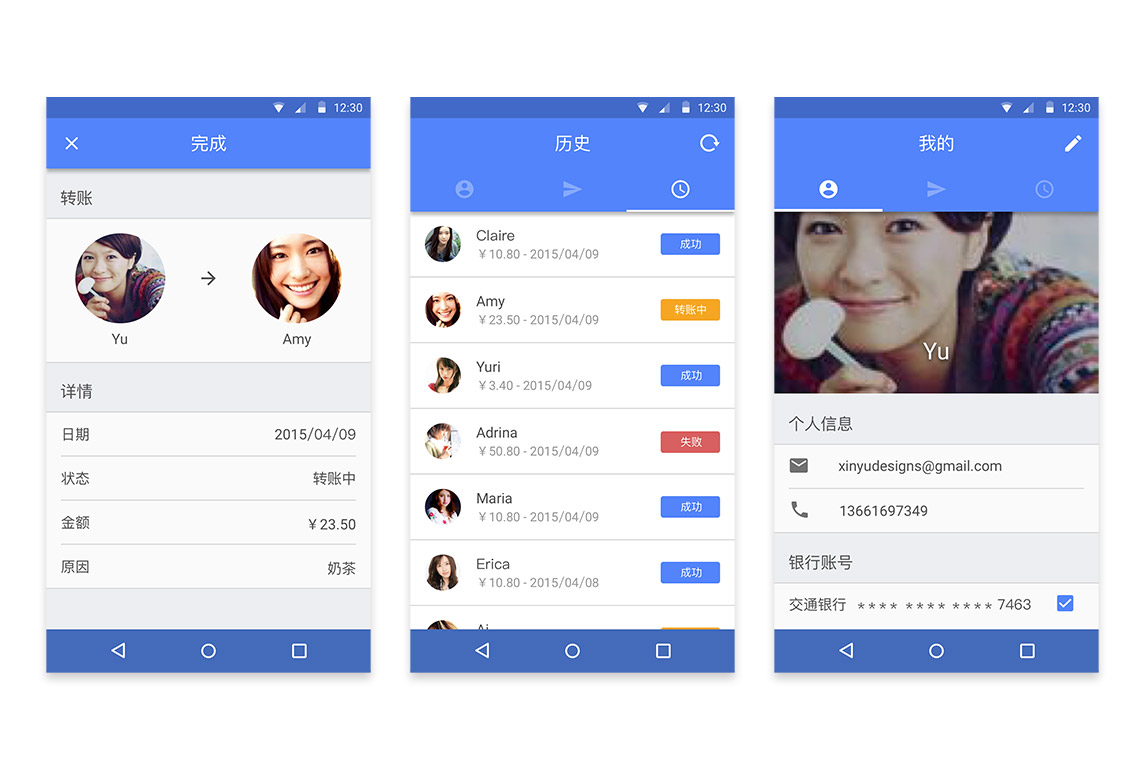 12:30
完成
转账
Yu
Amy
详情
日期 2015/04/09
状态 转账中
金额 ￥23.50
原因 奶茶
12:30
历史
Claire
￥10.80 - 2015/04/09
成功
Amy
￥23.50 - 2015/04/09
转账中
Yuri
￥3.40 - 2015/04/09
成功
Adrina
￥50.80 - 2015/04/09
失败
Maria
￥10.80 - 2015/04/09
成功
Erica
￥10.80 - 2015/04/08
成功
12:30
我的
Yu
个人信息
xinyudesigns@gmail.com
13661697349
银行账号
交通银行 **** **** **** 7463